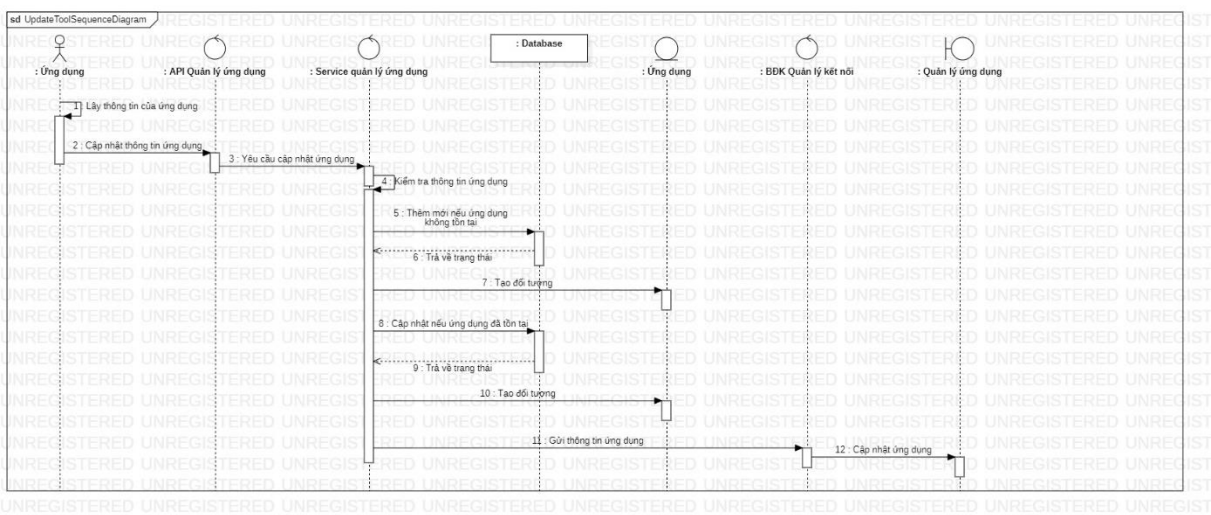 sd UpdateToolSequenceDiagram
: Ứng dụng
: API Quản lý ứng dụng
: Service quản lý ứng dụng
: Database
: Ứng dụng
: BĐK Quản lý kết nối
: Quản lý ứng dụng
1 : Lấy thông tin của ứng dụng
2 : Cập nhật thông tin ứng dụng
3 : Yêu cầu cập nhật ứng dụng
4 : Kiểm tra thông tin ứng dụng
5 : Thêm mới nếu ứng dụng
không tồn tại
6 : Trả về trạng thái
7 : Tạo đối tượng
8 : Cập nhật nếu ứng dụng đã tồn tại
9 : Trả về trạng thái
10 : Tạo đối tượng
11 : Gửi thông tin ứng dụng
12 : Cập nhật ứng dụng
UNREGISTERED